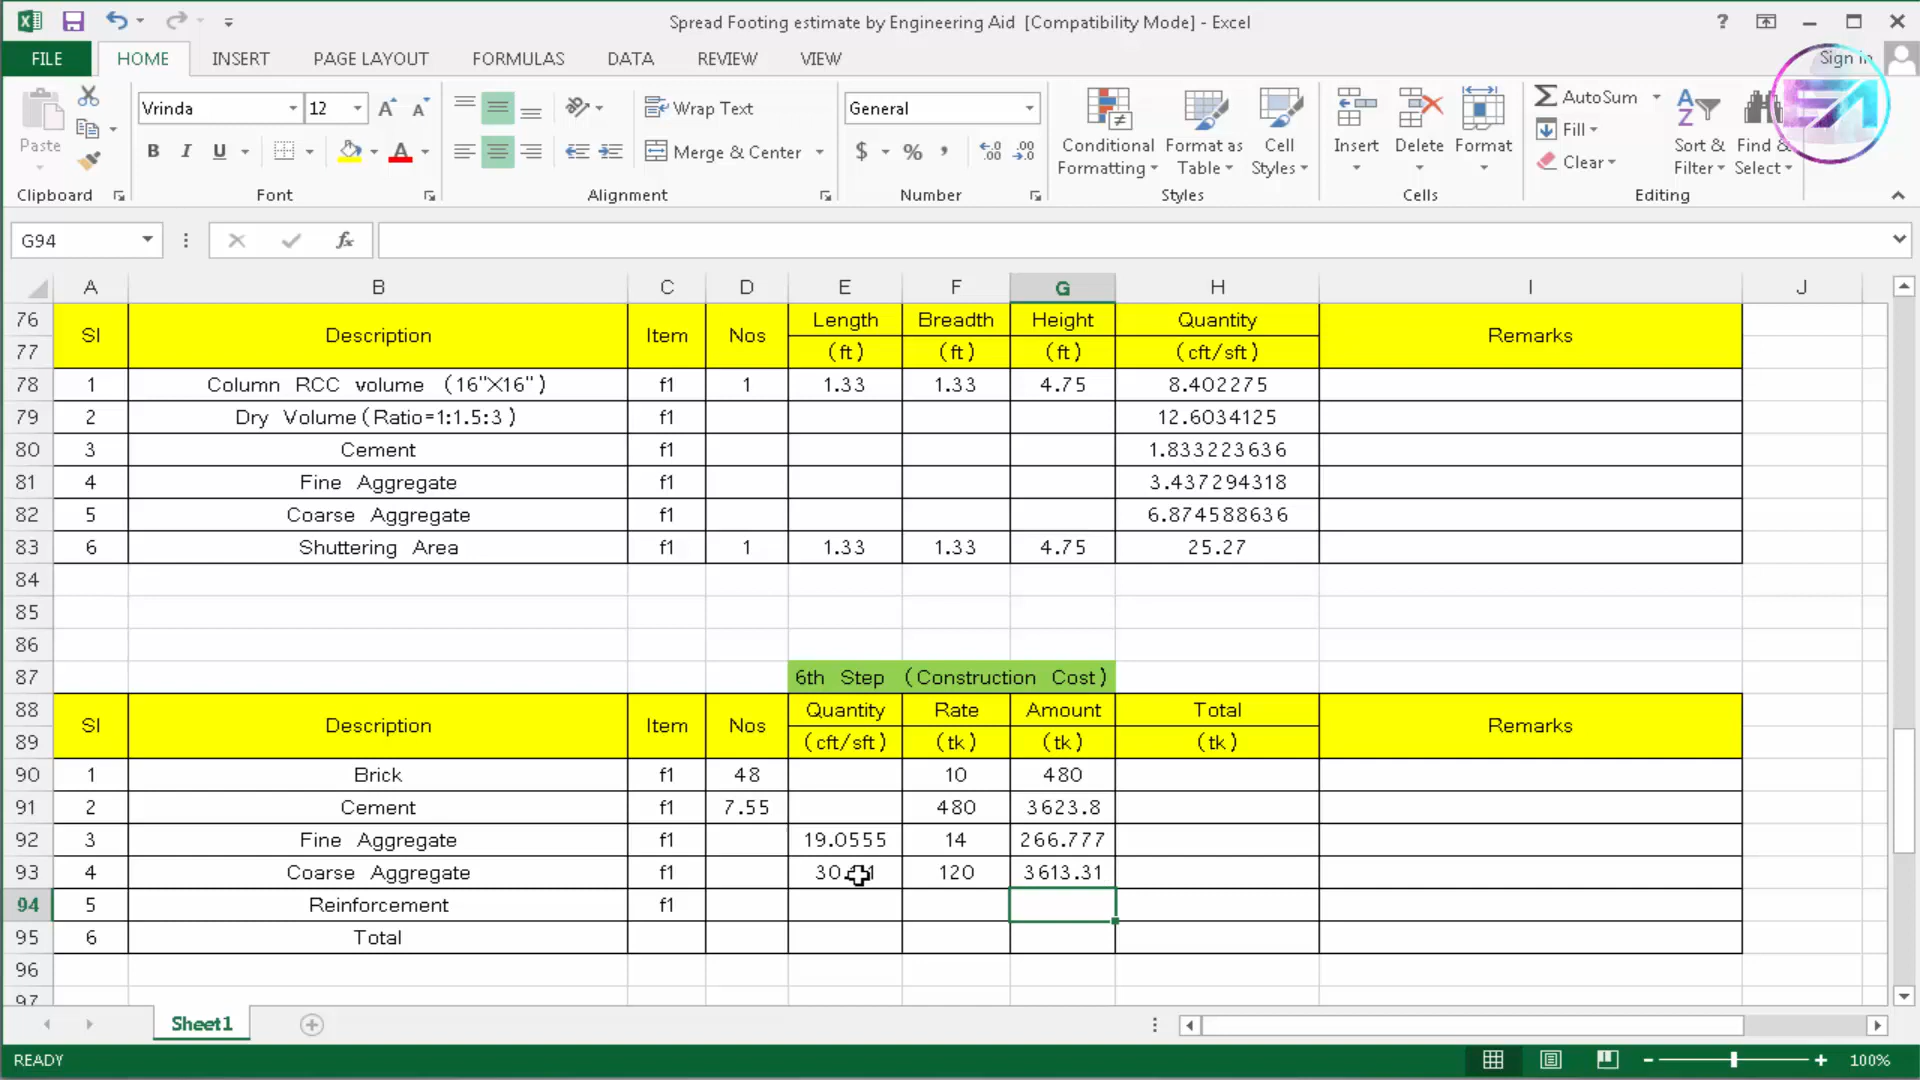 Spread Footing estimate by Engineering Aid [Compatibility Mode] - Excel
FILE HOME INSERT PAGE LAYOUT FORMULAS DATA REVIEW VIEW Sign in
Paste
Clipboard
Vrinda 12
B I U
Font
Wrap Text
Merge & Center
Alignment
General
$ % ,
Number
Conditional Formatting
Format as Table
Cell Styles
Styles
Insert
Delete
Format
Cells
AutoSum
Fill
Clear
Sort & Filter
Find & Select
Editing
G94
fx
A B C D E F G H I J
76 Sl Description Item Nos Length Breadth Height Quantity Remarks
77 (ft) (ft) (ft) (cft/sft)
78 1 Column RCC volume (16"X16") f1 1 1.33 1.33 4.75 8.402275
79 2 Dry Volume(Ratio=1:1.5:3) f1 12.6034125
80 3 Cement f1 1.833223636
81 4 Fine Aggregate f1 3.437294318
82 5 Coarse Aggregate f1 6.874588636
83 6 Shuttering Area f1 1 1.33 1.33 4.75 25.27
84
85
86
87 6th Step (Construction Cost)
88 Sl Description Item Nos Quantity Rate Amount Total Remarks
89 (cft/sft) (tk) (tk) (tk)
90 1 Brick f1 48 10 480
91 2 Cement f1 7.55 480 3623.8
92 3 Fine Aggregate f1 19.0555 14 266.777
93 4 Coarse Aggregate f1 120 3613.31
94 5 Reinforcement f1
95 6 Total
96
97
Sheet1
READY 100%